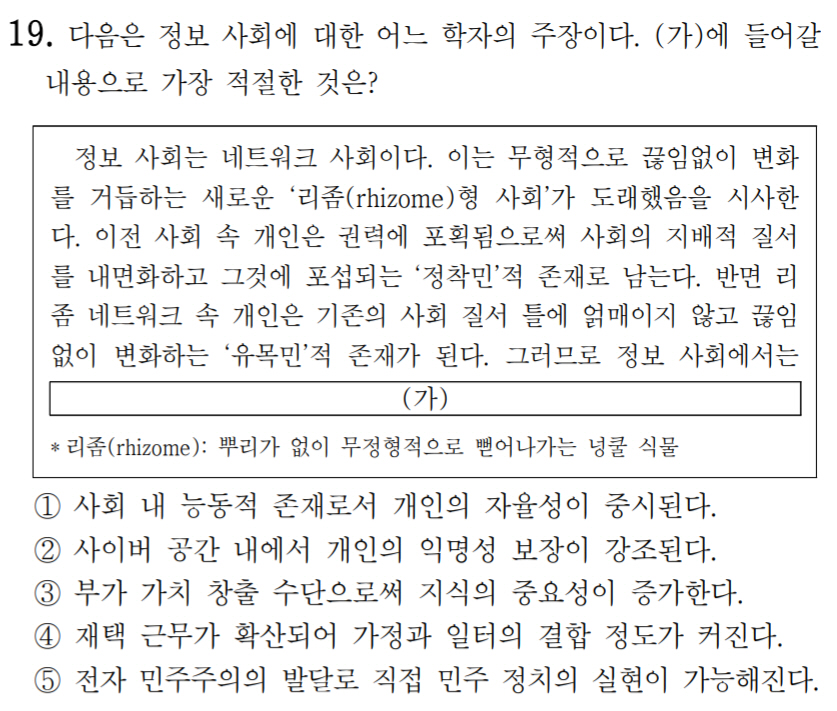 19. 다음은 정보 사회에 대한 어느 학자의 주장이다. (가)에 들어갈
내용으로 가장 적절한 것은?
정보 사회는 네트워크 사회이다. 이는 무형적으로 끊임없이 변화
를 거듭하는 새로운 ‘리좀(rhizome)형 사회’가 도래했음을 시사한
다. 이전 사회 속 개인은 권력에 포획됨으로써 사회의 지배적 질서
를 내면화하고 그것에 포섭되는 ‘정착민’적 존재로 남는다. 반면 리
좀 네트워크 속 개인은 기존의 사회 질서 틀에 얽매이지 않고 끊임
없이 변화하는 ‘유목민’적 존재가 된다. 그러므로 정보 사회에서는
(가)
* 리좀(rhizome): 뿌리가 없이 무정형적으로 뻗어나가는 넝쿨 식물
① 사회 내 능동적 존재로서 개인의 자율성이 중시된다.
② 사이버 공간 내에서 개인의 익명성 보장이 강조된다.
③ 부가 가치 창출 수단으로써 지식의 중요성이 증가한다.
④ 재택 근무가 확산되어 가정과 일터의 결합 정도가 커진다.
⑤ 전자 민주주의의 발달로 직접 민주 정치의 실현이 가능해진다.